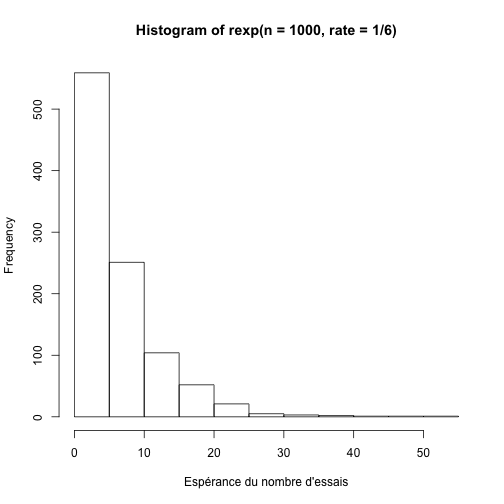 Histogram of rexp(n = 1000, rate = 1/6)
Frequency
500
400
300
200
100
0
0 10 20 30 40 50
Espérance du nombre d'essais